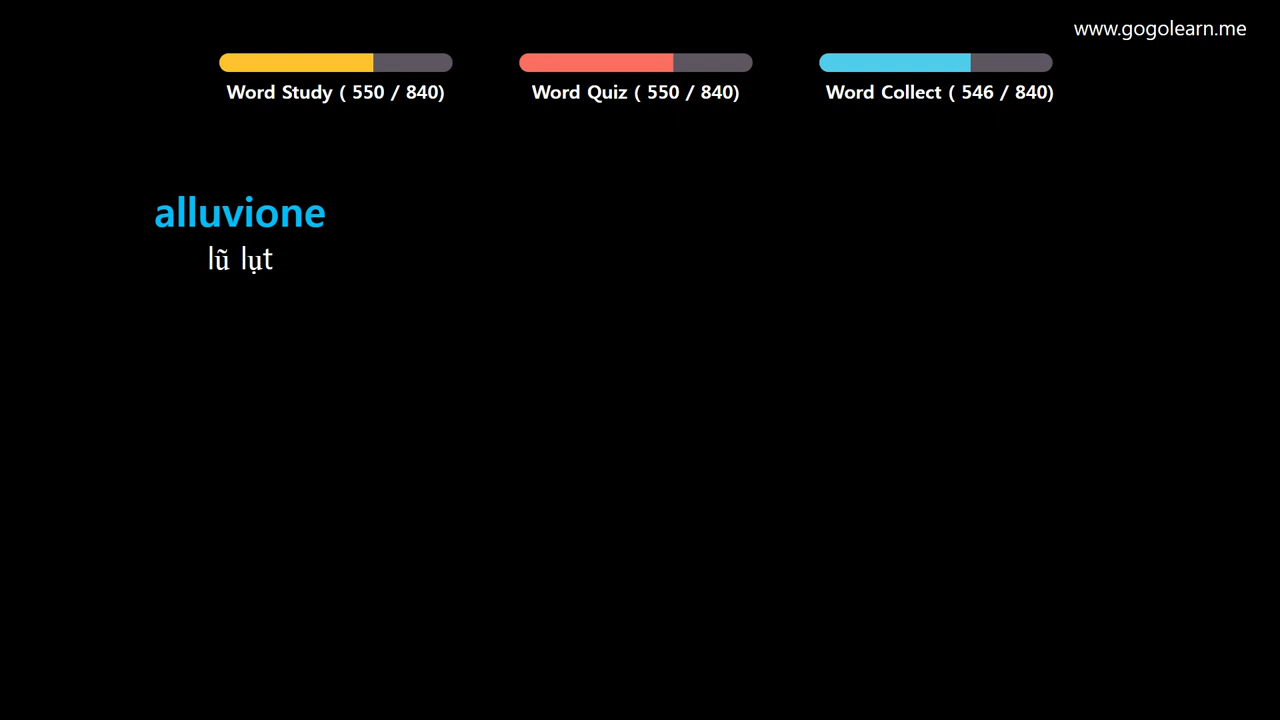 www.gogolearn.me
Word Study ( 550 / 840)
Word Quiz ( 550 / 840)
Word Collect ( 546 / 840)
alluvione
lũ lụt